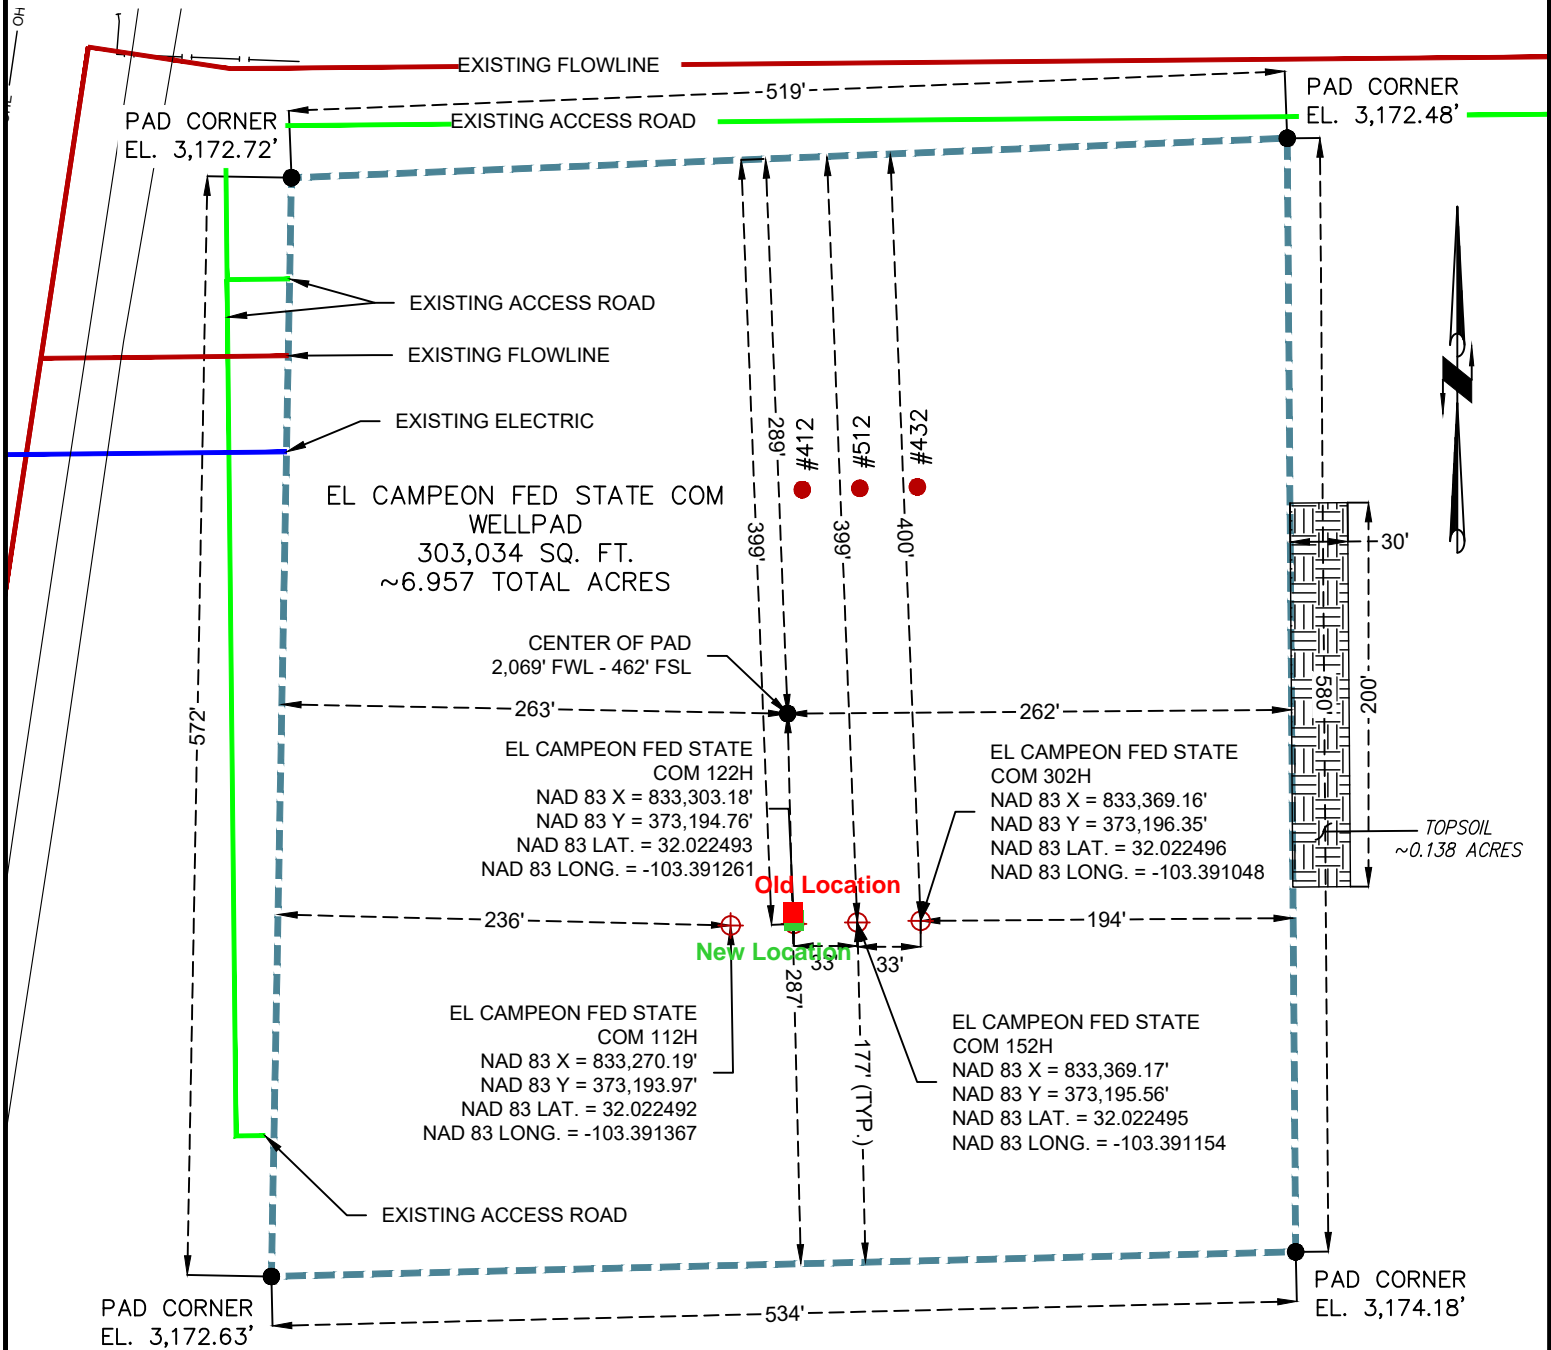 OH
EXISTING FLOWLINE
519'
PAD CORNER
EL. 3,172.48'
PAD CORNER
EL. 3,172.72'
EXISTING ACCESS ROAD
EXISTING ACCESS ROAD
EXISTING FLOWLINE
EXISTING ELECTRIC
289'
#412
#512
#432
EL CAMPEON FED STATE COM
WELLPAD
303,034 SQ. FT.
~6.957 TOTAL ACRES
399'
399'
400'
30'
CENTER OF PAD
2,069' FWL - 462' FSL
572'
263'
262'
580'
200'
EL CAMPEON FED STATE
COM 122H
NAD 83 X = 833,303.18'
NAD 83 Y = 373,194.76'
NAD 83 LAT. = 32.022493
NAD 83 LONG. = -103.391261
EL CAMPEON FED STATE
COM 302H
NAD 83 X = 833,369.16'
NAD 83 Y = 373,196.35'
NAD 83 LAT. = 32.022496
NAD 83 LONG. = -103.391048
TOPSOIL
~0.138 ACRES
Old Location
236'
194'
New Location
33'
33'
287'
EL CAMPEON FED STATE
COM 112H
NAD 83 X = 833,270.19'
NAD 83 Y = 373,193.97'
NAD 83 LAT. = 32.022492
NAD 83 LONG. = -103.391367
177' (TYP.)
EL CAMPEON FED STATE
COM 152H
NAD 83 X = 833,369.17'
NAD 83 Y = 373,195.56'
NAD 83 LAT. = 32.022495
NAD 83 LONG. = -103.391154
EXISTING ACCESS ROAD
PAD CORNER
EL. 3,172.63'
534'
PAD CORNER
EL. 3,174.18'